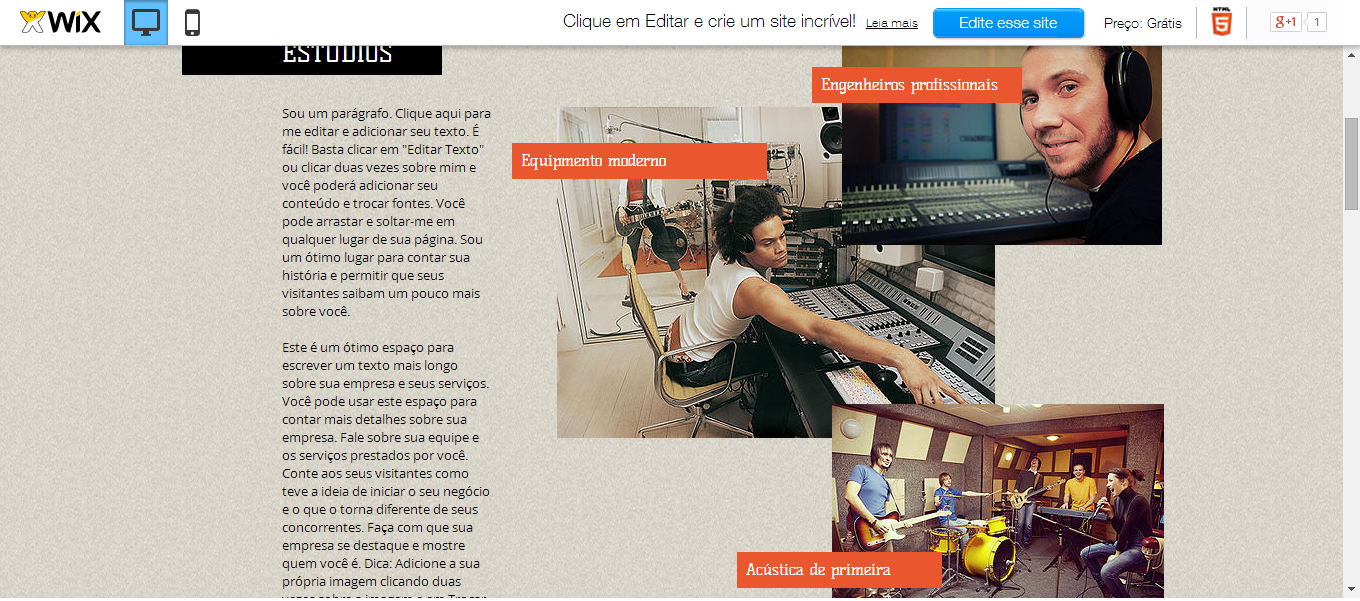 WiX
Clique em Editar e crie um site incrível! Leia mais
Edite esse site
Preço: Grátis
HTML
5
g+1
1
ESTÚDIOS
Sou um parágrafo. Clique aqui para
me editar e adicionar seu texto. É
fácil! Basta clicar em "Editar Texto"
ou clicar duas vezes sobre mim e
você poderá adicionar seu
conteúdo e trocar fontes. Você
pode arrastar e soltar-me em
qualquer lugar de sua página. Sou
um ótimo lugar para contar sua
história e permitir que seus
visitantes saibam um pouco mais
sobre você.
Este é um ótimo espaço para
escrever um texto mais longo
sobre sua empresa e seus serviços.
Você pode usar este espaço para
contar mais detalhes sobre sua
empresa. Fale sobre sua equipe e
os serviços prestados por você.
Conte aos seus visitantes como
teve a ideia de iniciar o seu negócio
e o que o torna diferente de seus
concorrentes. Faça com que sua
empresa se destaque e mostre
quem você é. Dica: Adicione a sua
própria imagem clicando duas
vezes sobre a imagem e em Trocar
Engenheiros profissionais
Equipmento moderno
Acústica de primeira